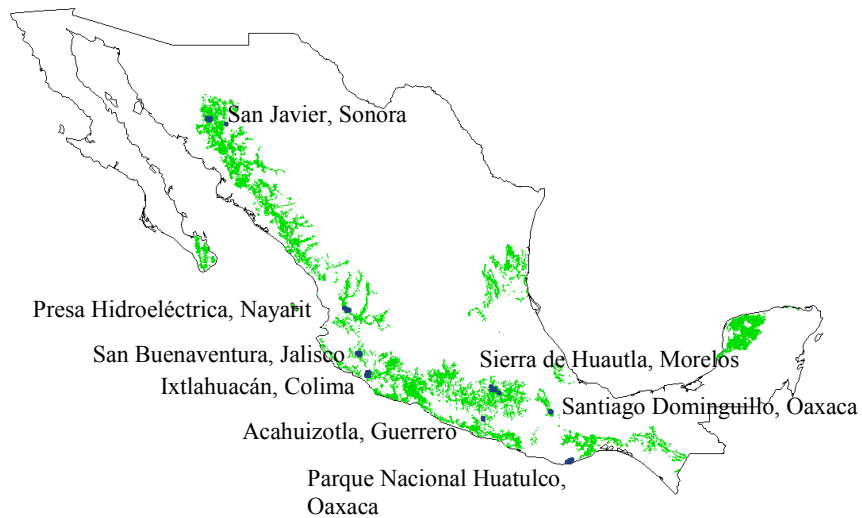 San Javier, Sonora
Presa Hidroeléctrica, Nayarit
San Buenaventura, Jalisco
Sierra de Huautla, Morelos
Ixtlahuacán, Colima
Santiago Dominguillo, Oaxaca
Acahuizotla, Guerrero
Parque Nacional Huatulco,
Oaxaca